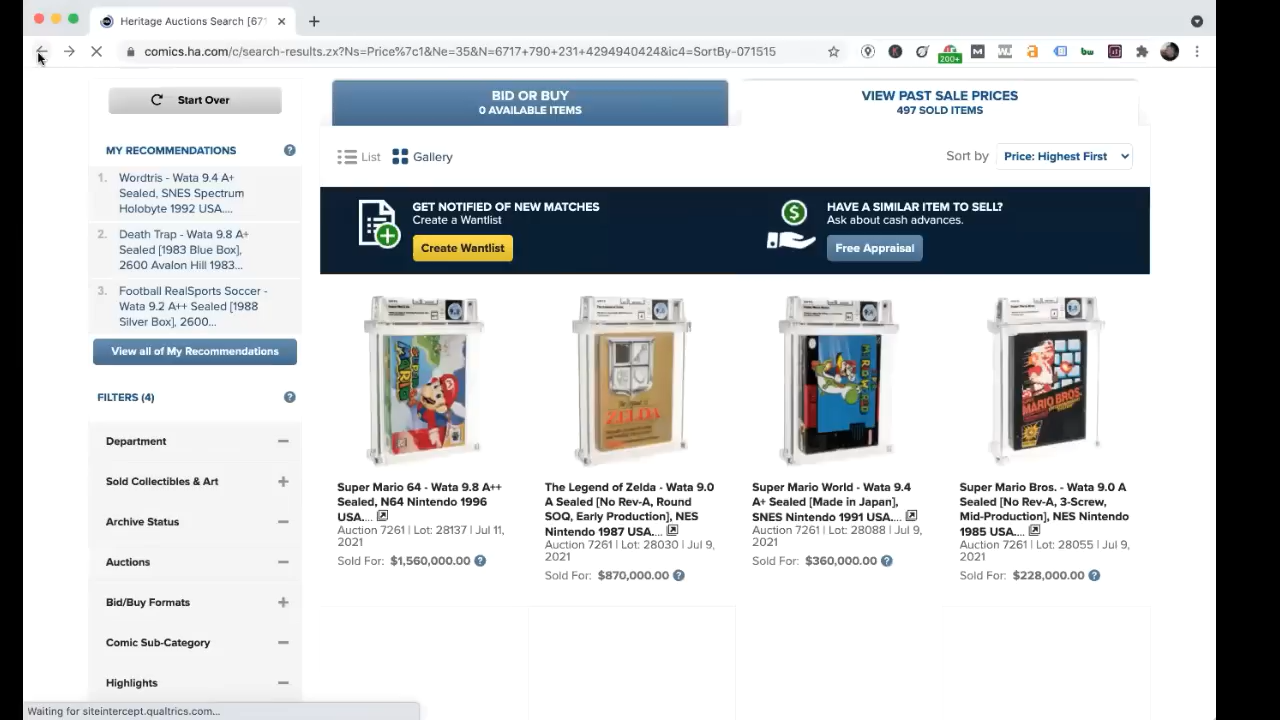 Heritage Auctions Search [671
comics.ha.com/c/search-results.zx?Ns=Price%7c1&Ne=35&N=6717+790+231+4294940424&ic4=SortBy-071515
200+
Start Over
MY RECOMMENDATIONS
1. Wordtris - Wata 9.4 A+
Sealed, SNES Spectrum
Holobyte 1992 USA....
2. Death Trap - Wata 9.8 A+
Sealed [1983 Blue Box],
2600 Avalon Hill 1983...
3. Football RealSports Soccer -
Wata 9.2 A++ Sealed [1988
Silver Box], 2600...
View all of My Recommendations
FILTERS (4)
Department
Sold Collectibles & Art
Archive Status
Auctions
Bid/Buy Formats
Comic Sub-Category
Highlights
BID OR BUY
0 AVAILABLE ITEMS
VIEW PAST SALE PRICES
497 SOLD ITEMS
List Gallery
Sort by Price: Highest First
GET NOTIFIED OF NEW MATCHES
Create a Wantlist
Create Wantlist
HAVE A SIMILAR ITEM TO SELL?
Ask about cash advances.
Free Appraisal
MARIO
ZELDA
MARIO BROS.
Super Mario 64 - Wata 9.8 A++
Sealed, N64 Nintendo 1996
USA....
Auction 7261 | Lot: 28137 | Jul 11,
2021
Sold For: $1,560,000.00
The Legend of Zelda - Wata 9.0
A Sealed [No Rev-A, Round
SOQ, Early Production], NES
Nintendo 1987 USA....
Auction 7261 | Lot: 28030 | Jul 9,
2021
Sold For: $870,000.00
Super Mario World - Wata 9.4
A+ Sealed [Made in Japan],
SNES Nintendo 1991 USA....
Auction 7261 | Lot: 28088 | Jul 9,
2021
Sold For: $360,000.00
Super Mario Bros. - Wata 9.0 A
Sealed [No Rev-A, 3-Screw,
Mid-Production], NES Nintendo
1985 USA....
Auction 7261 | Lot: 28055 | Jul 9,
2021
Sold For: $228,000.00
Waiting for siteintercept.qualtrics.com...